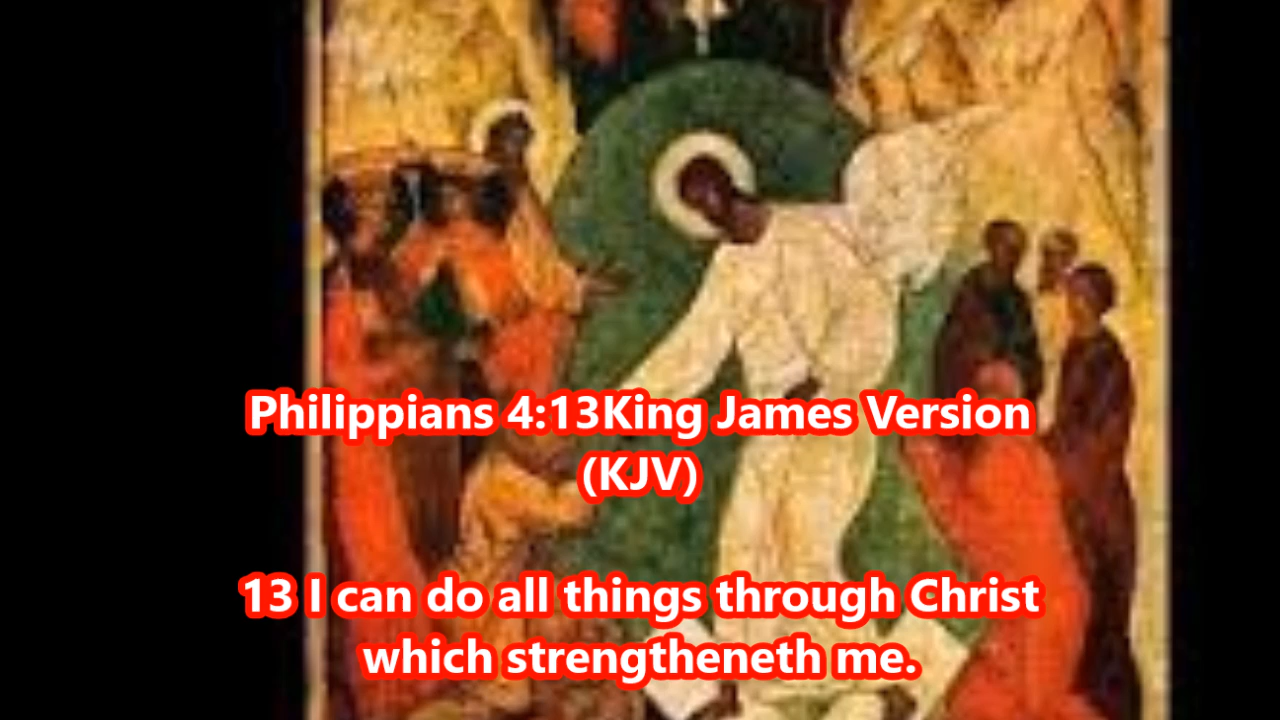 Philippians 4:13King James Version
(KJV)
13 I can do all things through Christ
which strengtheneth me.